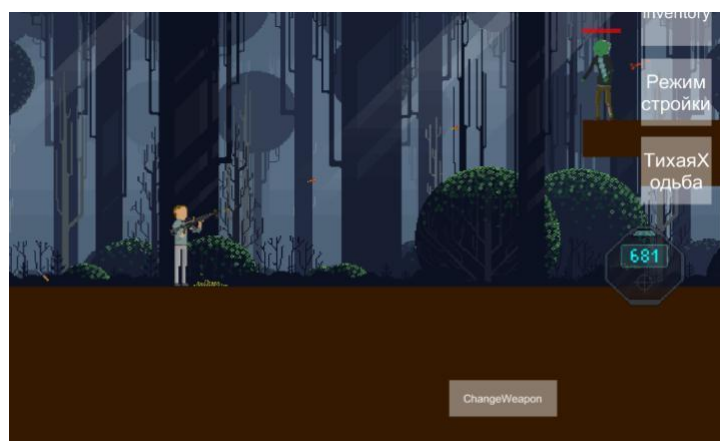 Inventory
Режим
стройки
ТихаяХ
одьба
681
ChangeWeapon